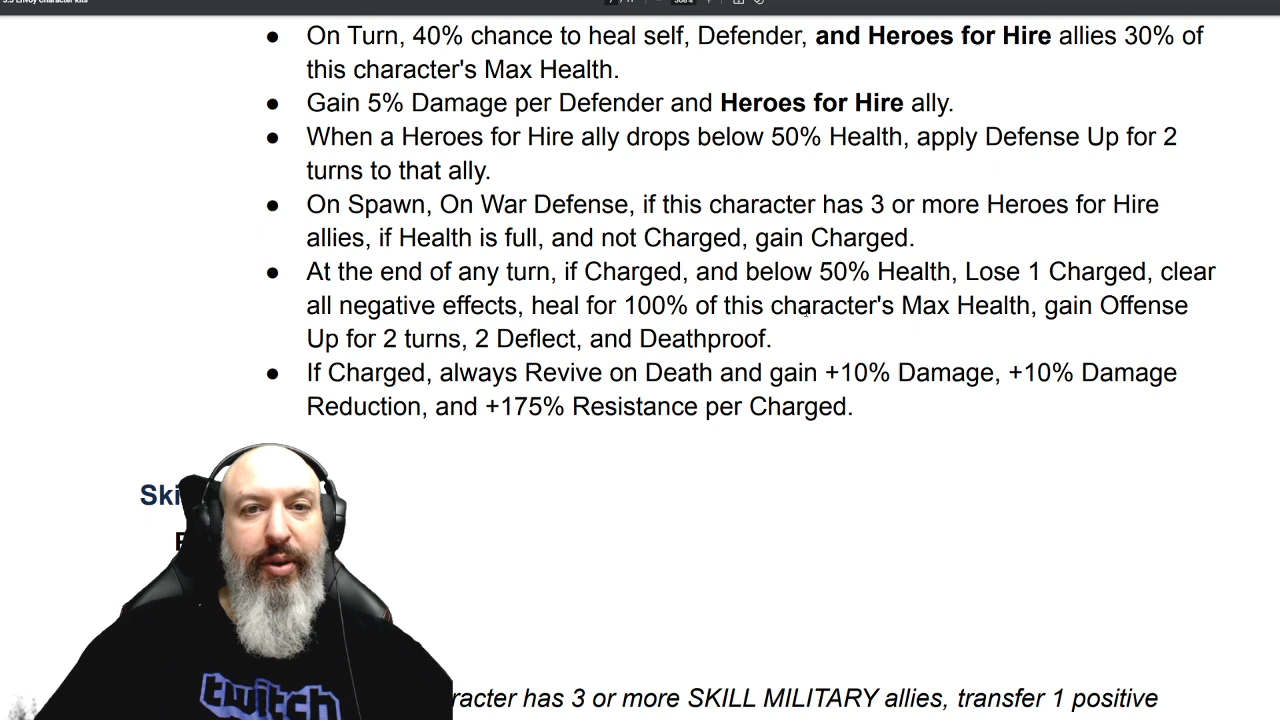 3.5 Envoy Character Kits
● On Turn, 40% chance to heal self, Defender, and Heroes for Hire allies 30% of
this character's Max Health.
● Gain 5% Damage per Defender and Heroes for Hire ally.
● When a Heroes for Hire ally drops below 50% Health, apply Defense Up for 2
turns to that ally.
● On Spawn, On War Defense, if this character has 3 or more Heroes for Hire
allies, if Health is full, and not Charged, gain Charged.
● At the end of any turn, if Charged, and below 50% Health, Lose 1 Charged, clear
all negative effects, heal for 100% of this character's Max Health, gain Offense
Up for 2 turns, 2 Deflect, and Deathproof.
● If Charged, always Revive on Death and gain +10% Damage, +10% Damage
Reduction, and +175% Resistance per Charged.
Ski
twitch
racter has 3 or more SKILL MILITARY allies, transfer 1 positive